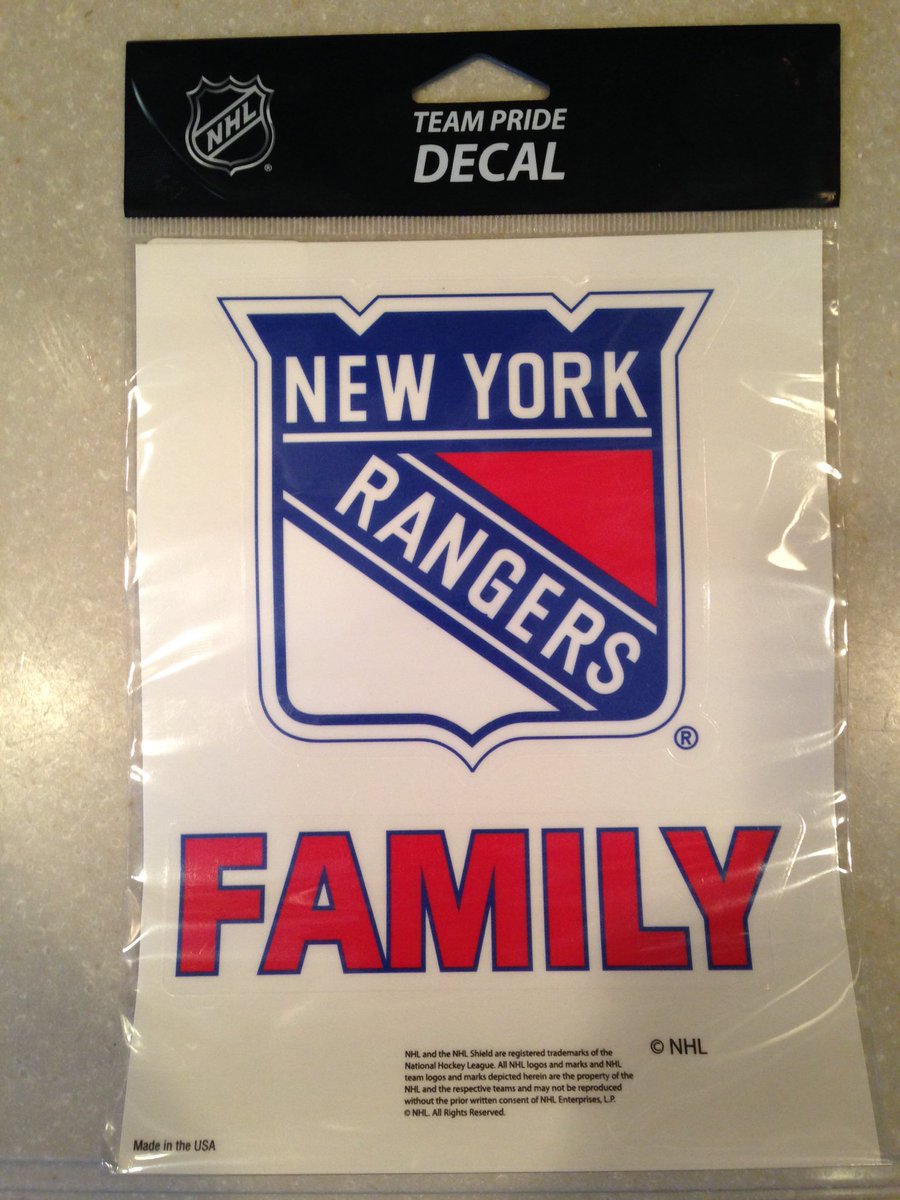 NHL
®
TEAM PRIDE
DECAL
NEW YORK
RANGERS
®
FAMILY
NHL and the NHL Shield are registered trademarks of the
National Hockey League. All NHL logos and marks and NHL
team logos and marks depicted herein are the property of the
NHL and the respective teams and may not be reproduced
without the prior written consent of NHL Enterprises, L.P.
© NHL. All Rights Reserved.
© NHL
Made in the USA